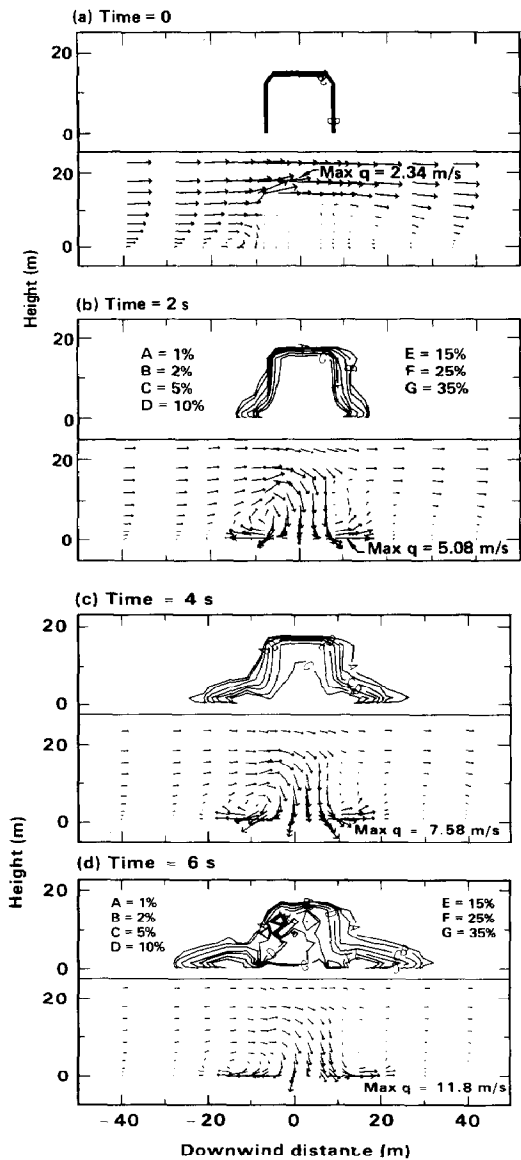 (a) Time = 0
20
0
20
Max q = 2.34 m/s
0
Height (m)
(b) Time = 2 s
20
A = 1%
B = 2%
C = 5%
D = 10%
E = 15%
F = 25%
G = 35%
0
20
0
Max q = 5.08 m/s
(c) Time = 4 s
20
0
20
0
Max q = 7.58 m/s
Height (m)
(d) Time = 6 s
20
A = 1%
B = 2%
C = 5%
D = 10%
E = 15%
F = 25%
G = 35%
0
20
0
Max q = 11.8 m/s
-40 -20 0 20 40
Downwind distance (m)